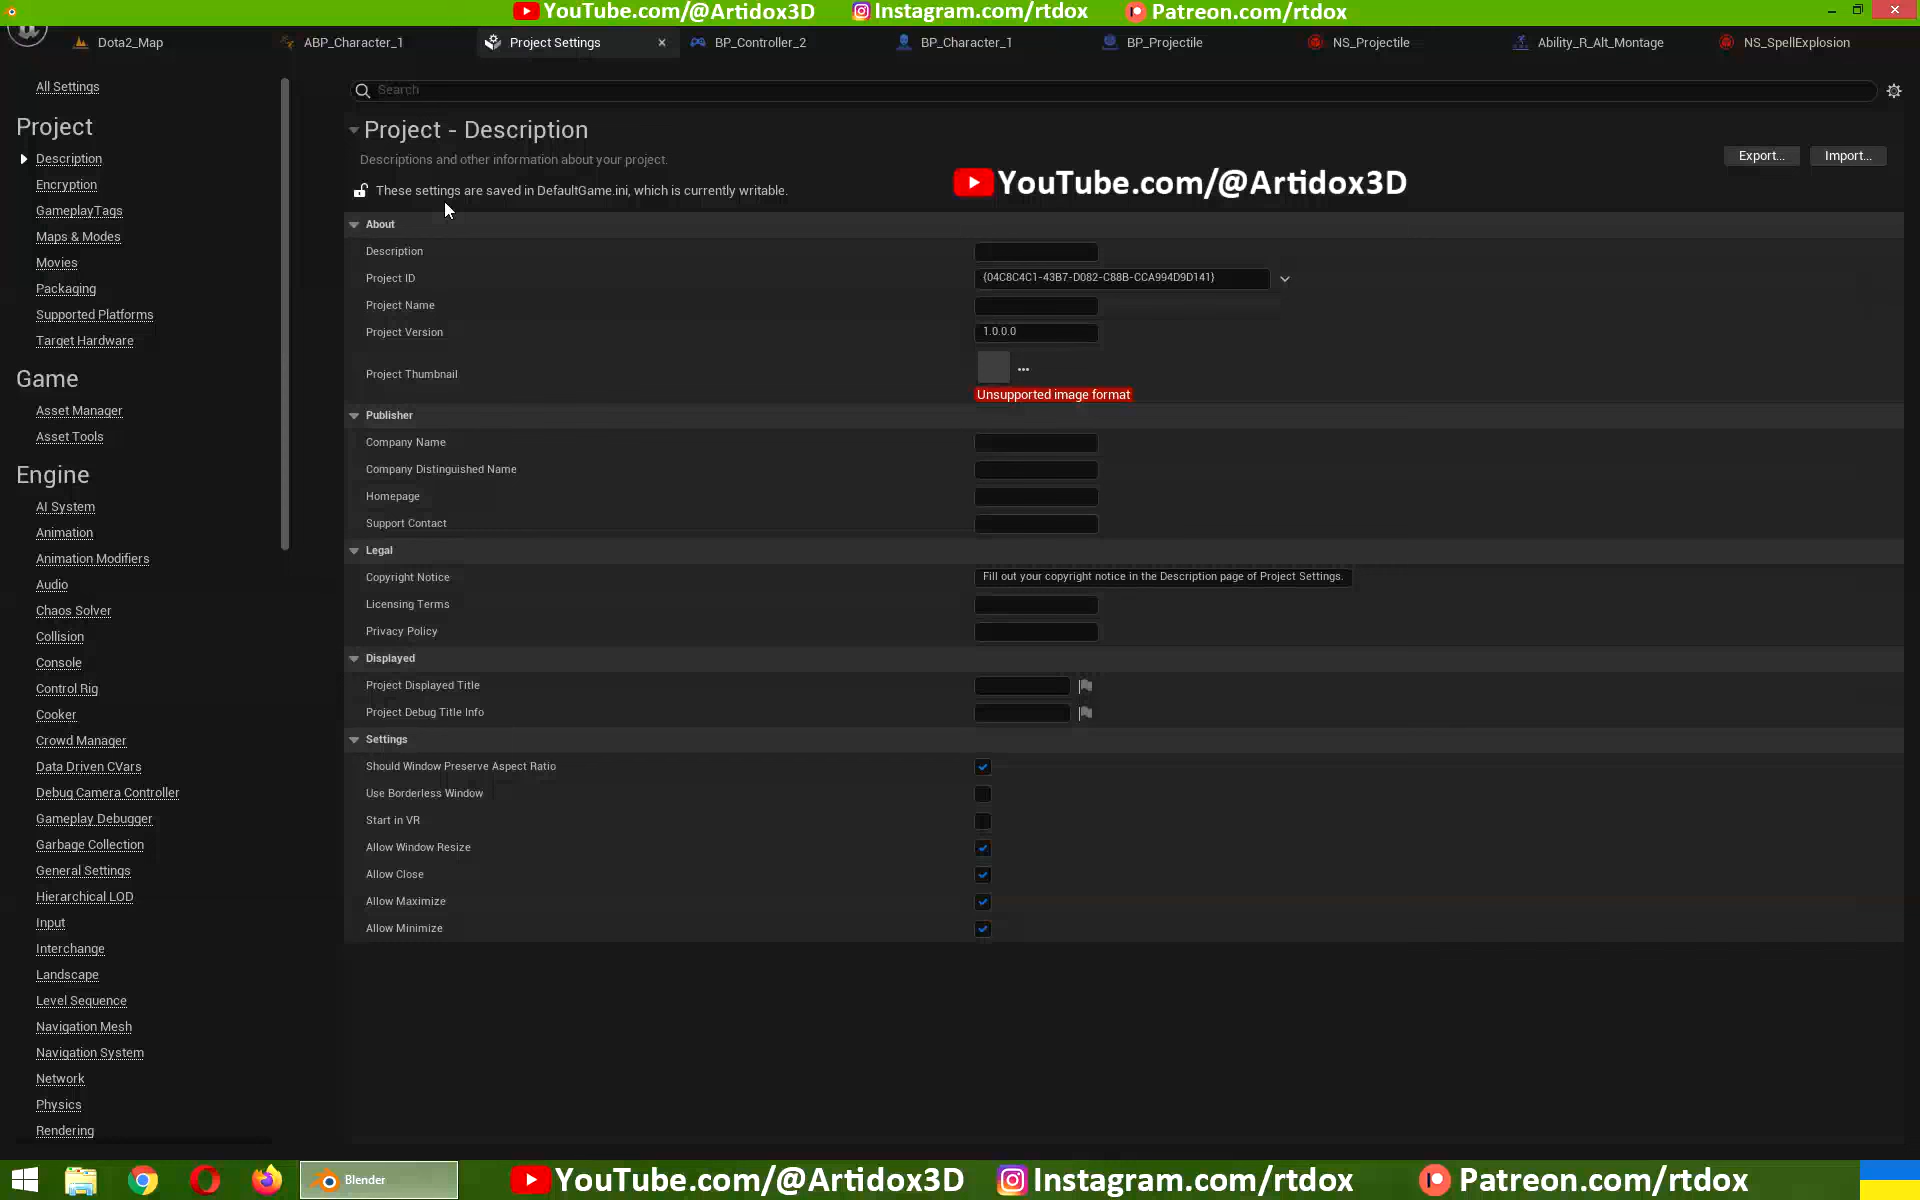 YouTube.com/@Artidox3D Instagram.com/rtdox Patreon.com/rtdox
Dota2_Map ABP_Character_1 Project Settings BP_Controller_2 BP_Character_1 BP_Projectile NS_Projectile Ability_R_Alt_Montage NS_SpellExplosion
All Settings
Project
Description
Encryption
GameplayTags
Maps & Modes
Movies
Packaging
Supported Platforms
Target Hardware
Game
Asset Manager
Asset Tools
Engine
AI System
Animation
Animation Modifiers
Audio
Chaos Solver
Collision
Console
Control Rig
Cooker
Crowd Manager
Data Driven CVars
Debug Camera Controller
Gameplay Debugger
Garbage Collection
General Settings
Hierarchical LOD
Input
Interchange
Landscape
Level Sequence
Navigation Mesh
Navigation System
Network
Physics
Rendering
Search
Project - Description
Descriptions and other information about your project.
Export... Import...
These settings are saved in DefaultGame.ini, which is currently writable.
YouTube.com/@Artidox3D
About
Description
Project ID {04C8C4C1-43B7-D082-C88B-CCA994D9D141}
Project Name
Project Version 1.0.0.0
Project Thumbnail
Unsupported image format
Publisher
Company Name
Company Distinguished Name
Homepage
Support Contact
Legal
Copyright Notice Fill out your copyright notice in the Description page of Project Settings.
Licensing Terms
Privacy Policy
Displayed
Project Displayed Title
Project Debug Title Info
Settings
Should Window Preserve Aspect Ratio
Use Borderless Window
Start in VR
Allow Window Resize
Allow Close
Allow Maximize
Allow Minimize
Blender YouTube.com/@Artidox3D Instagram.com/rtdox Patreon.com/rtdox